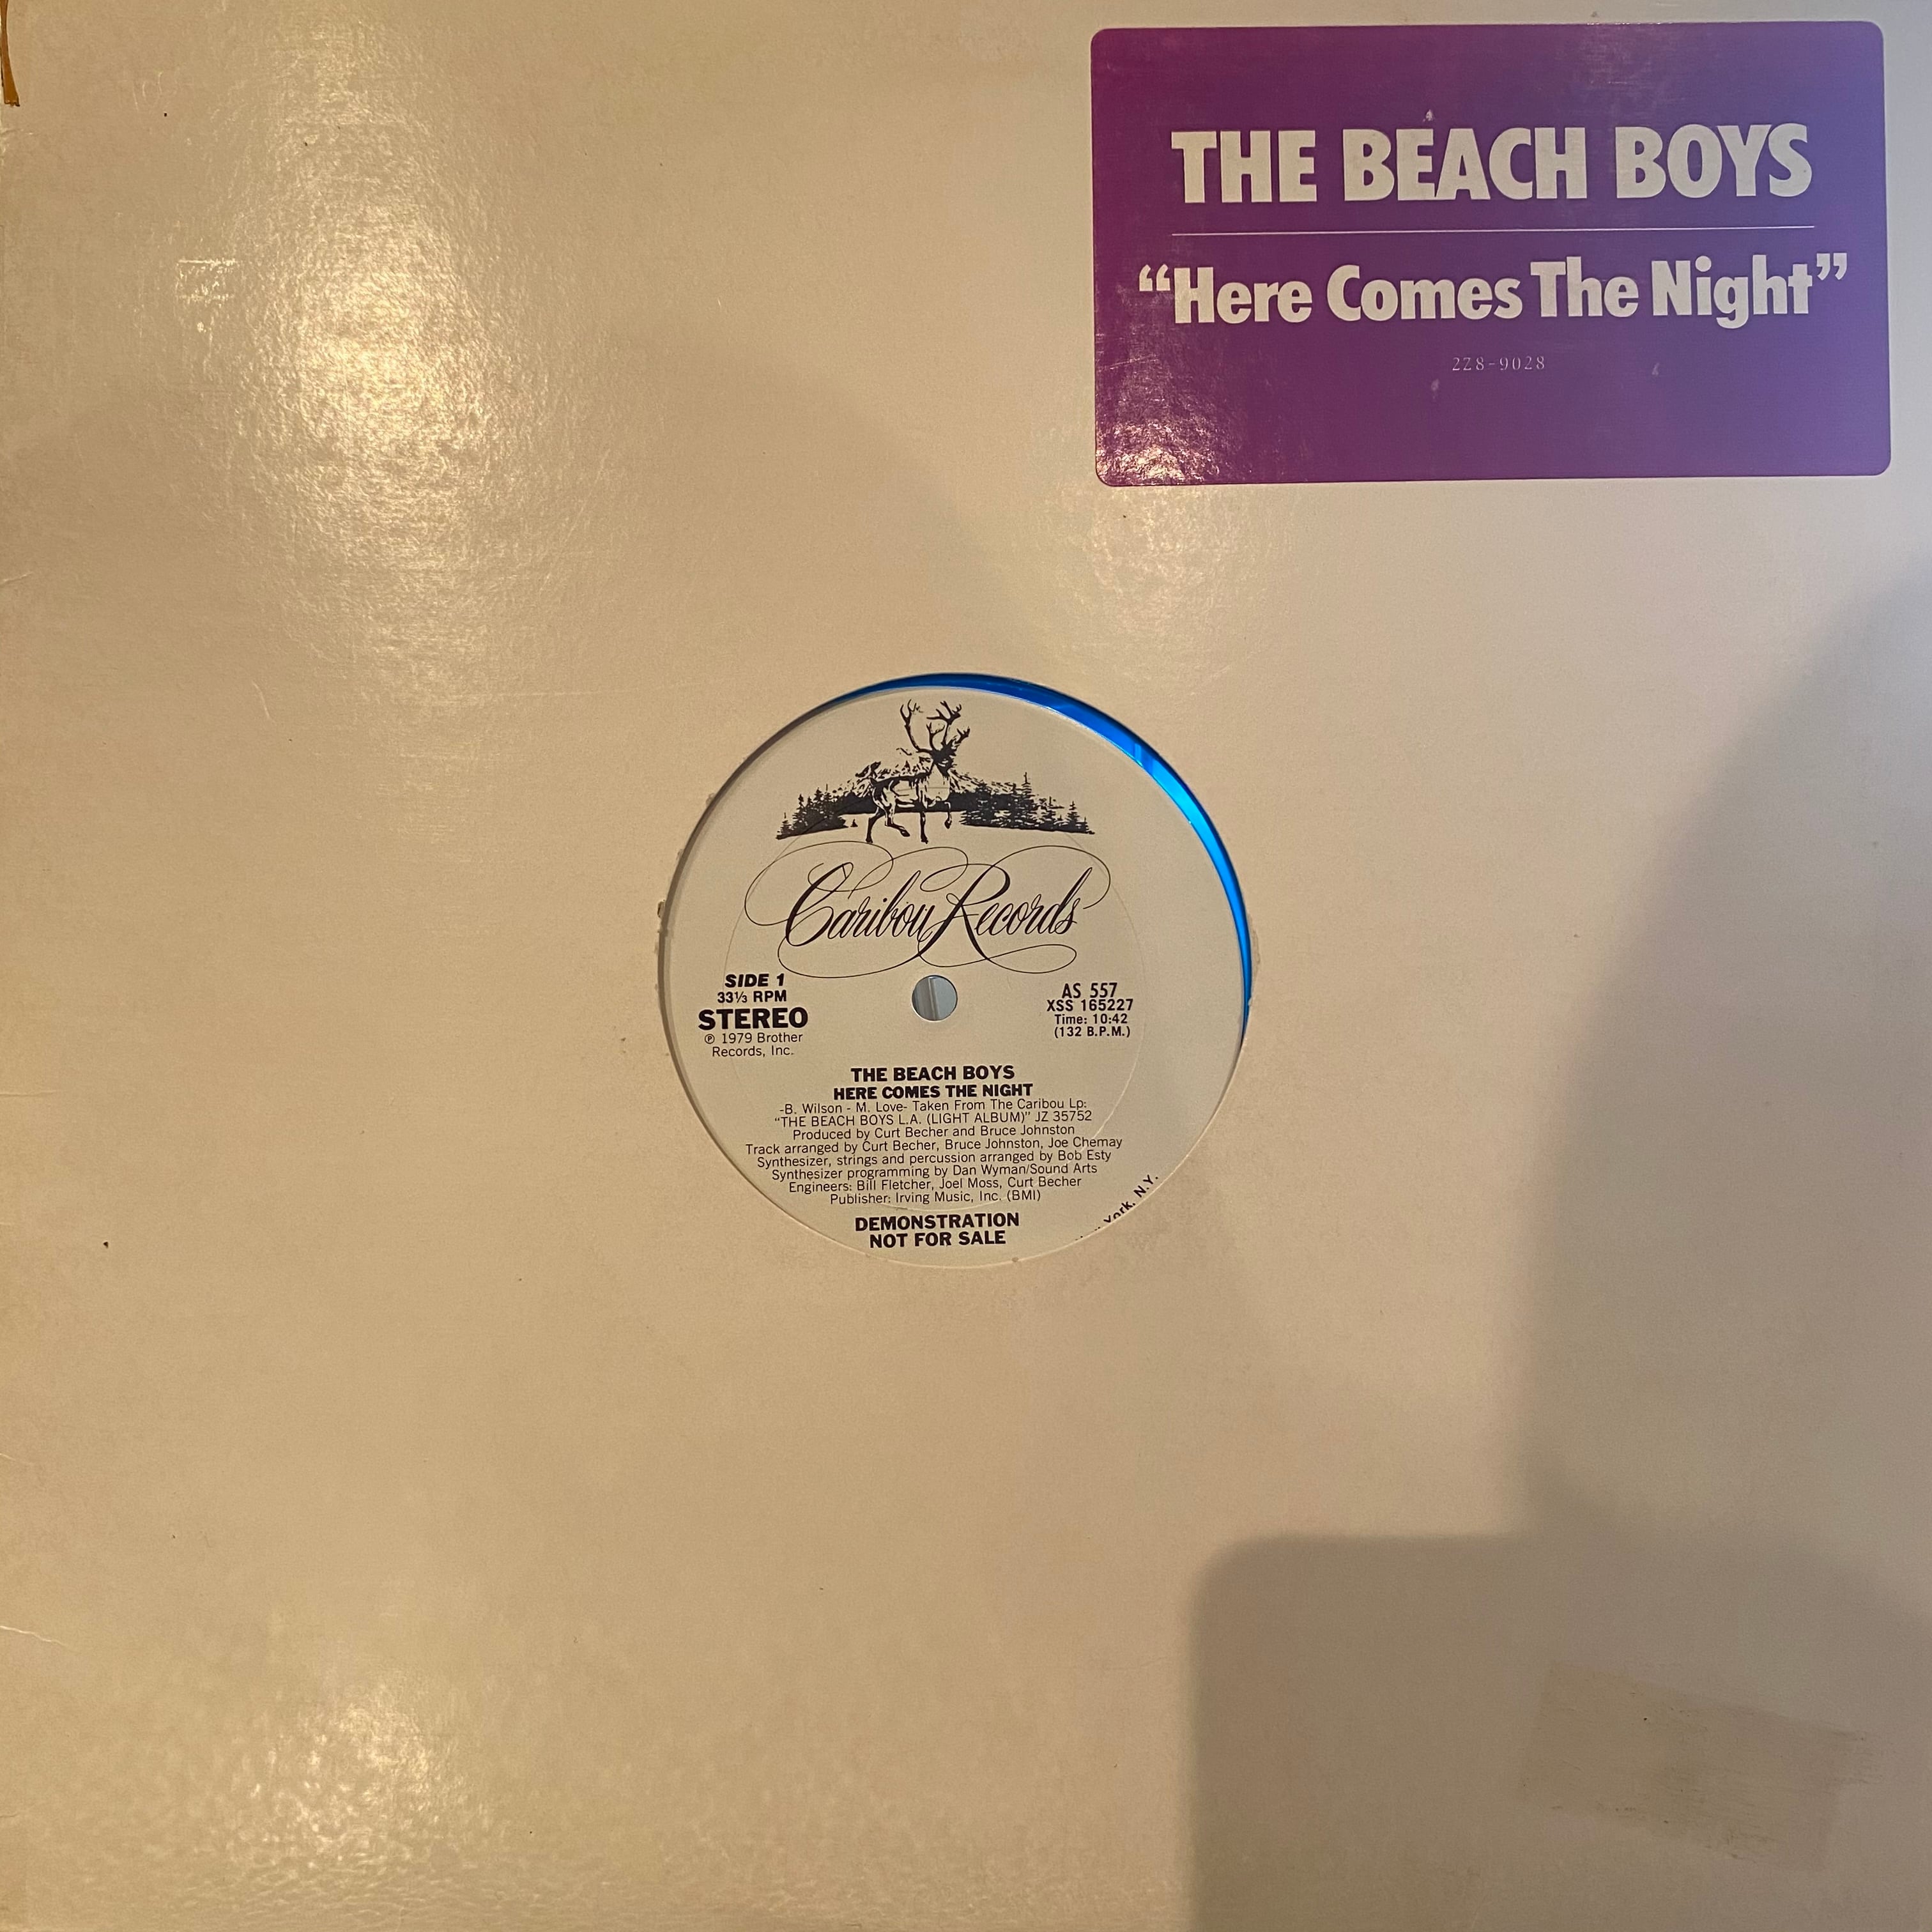 THE BEACH BOYS
“Here Comes The Night”
2Z8-9028
Caribou Records
SIDE 1
33⅓ RPM
STEREO
℗ 1979 Brother
Records, Inc.
AS 557
XSS 165227
Time: 10:42
(132 B.P.M.)
THE BEACH BOYS
HERE COMES THE NIGHT
-B. Wilson - M. Love- Taken From The Caribou Lp:
“THE BEACH BOYS L.A. (LIGHT ALBUM)” JZ 35752
Produced by Curt Becher and Bruce Johnston
Track arranged by Curt Becher, Bruce Johnston, Joe Chemay
Synthesizer, strings and percussion arranged by Bob Esty
Synthesizer programming by Dan Wyman/Sound Arts
Engineers: Bill Fletcher, Joel Moss, Curt Becher
Publisher: Irving Music, Inc. (BMI)
DEMONSTRATION
NOT FOR SALE
York, N.Y.